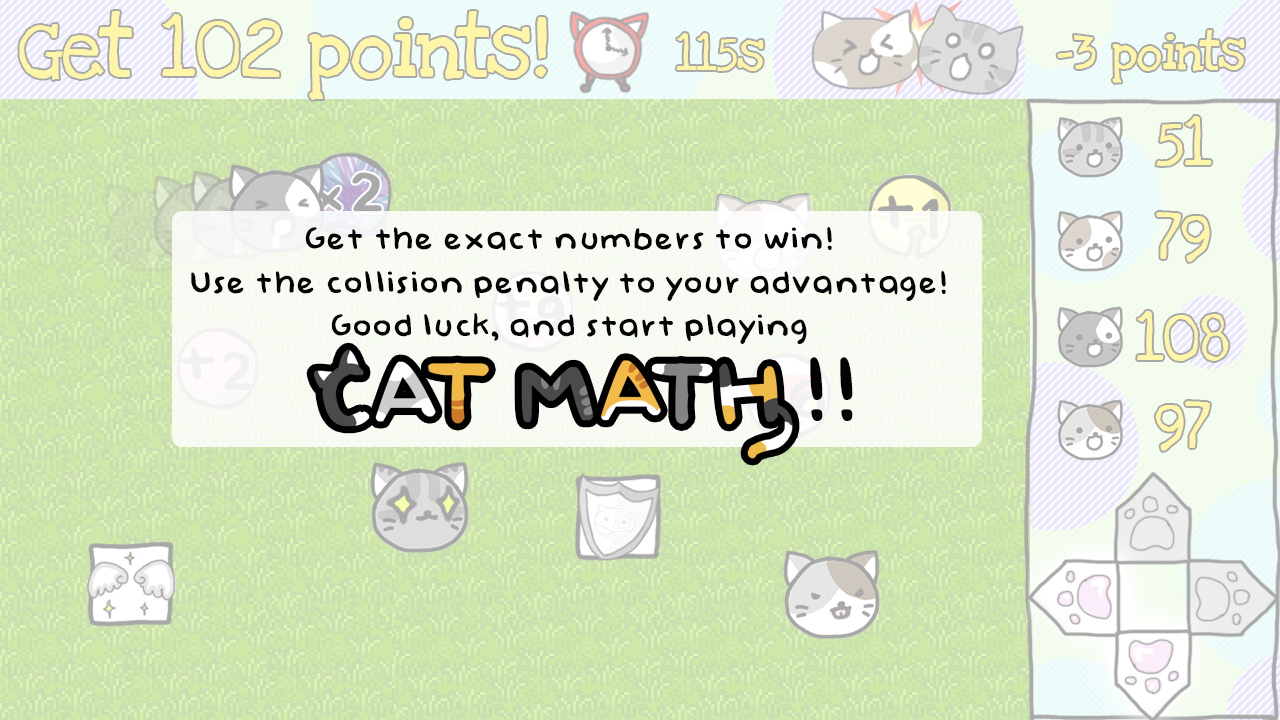 Get 102 points!
115s
-3 points
51
79
108
97
x2
+1
+9
+2
Get the exact numbers to win!
Use the collision penalty to your advantage!
Good luck, and start playing
CAT MATH!!